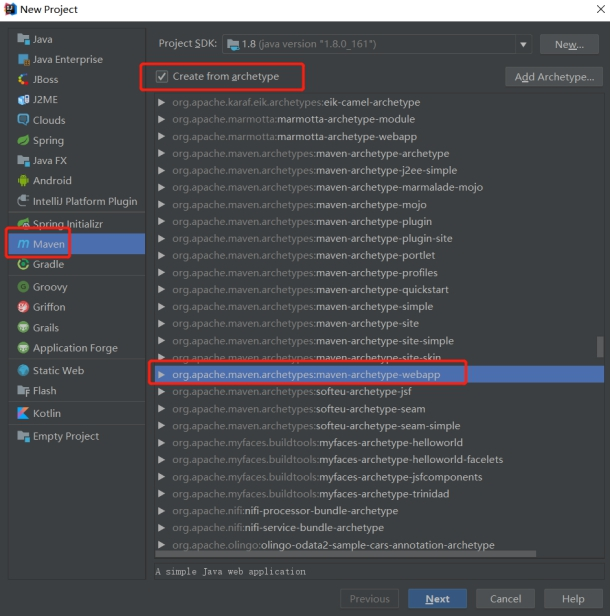 New Project
Java
Java Enterprise
JBoss
J2ME
Clouds
Spring
Java FX
Android
IntelliJ Platform Plugin
Spring Initializr
Maven
Gradle
Groovy
Griffon
Grails
Application Forge
Static Web
Flash
Kotlin
Empty Project
Project SDK: 1.8 (java version "1.8.0_161") New...
Create from archetype Add Archetype...
org.apache.karaf.eik.archetypes:eik-camel-archetype
org.apache.marmotta:marmotta-archetype-module
org.apache.marmotta:marmotta-archetype-webapp
org.apache.maven.archetypes:maven-archetype-archetype
org.apache.maven.archetypes:maven-archetype-j2ee-simple
org.apache.maven.archetypes:maven-archetype-marmalade-mojo
org.apache.maven.archetypes:maven-archetype-mojo
org.apache.maven.archetypes:maven-archetype-plugin
org.apache.maven.archetypes:maven-archetype-plugin-site
org.apache.maven.archetypes:maven-archetype-portlet
org.apache.maven.archetypes:maven-archetype-profiles
org.apache.maven.archetypes:maven-archetype-quickstart
org.apache.maven.archetypes:maven-archetype-simple
org.apache.maven.archetypes:maven-archetype-site
org.apache.maven.archetypes:maven-archetype-site-simple
org.apache.maven.archetypes:maven-archetype-site-skin
org.apache.maven.archetypes:maven-archetype-webapp
org.apache.maven.archetypes:softeu-archetype-jsf
org.apache.maven.archetypes:softeu-archetype-seam
org.apache.maven.archetypes:softeu-archetype-seam-simple
org.apache.myfaces.buildtools:myfaces-archetype-helloworld
org.apache.myfaces.buildtools:myfaces-archetype-helloworld-facelets
org.apache.myfaces.buildtools:myfaces-archetype-jsfcomponents
org.apache.myfaces.buildtools:myfaces-archetype-trinidad
org.apache.nifi:nifi-processor-bundle-archetype
org.apache.nifi:nifi-service-bundle-archetype
org.apache.olingo:olingo-odata2-sample-cars-annotation-archetype
A simple Java web application
Previous Next Cancel Help